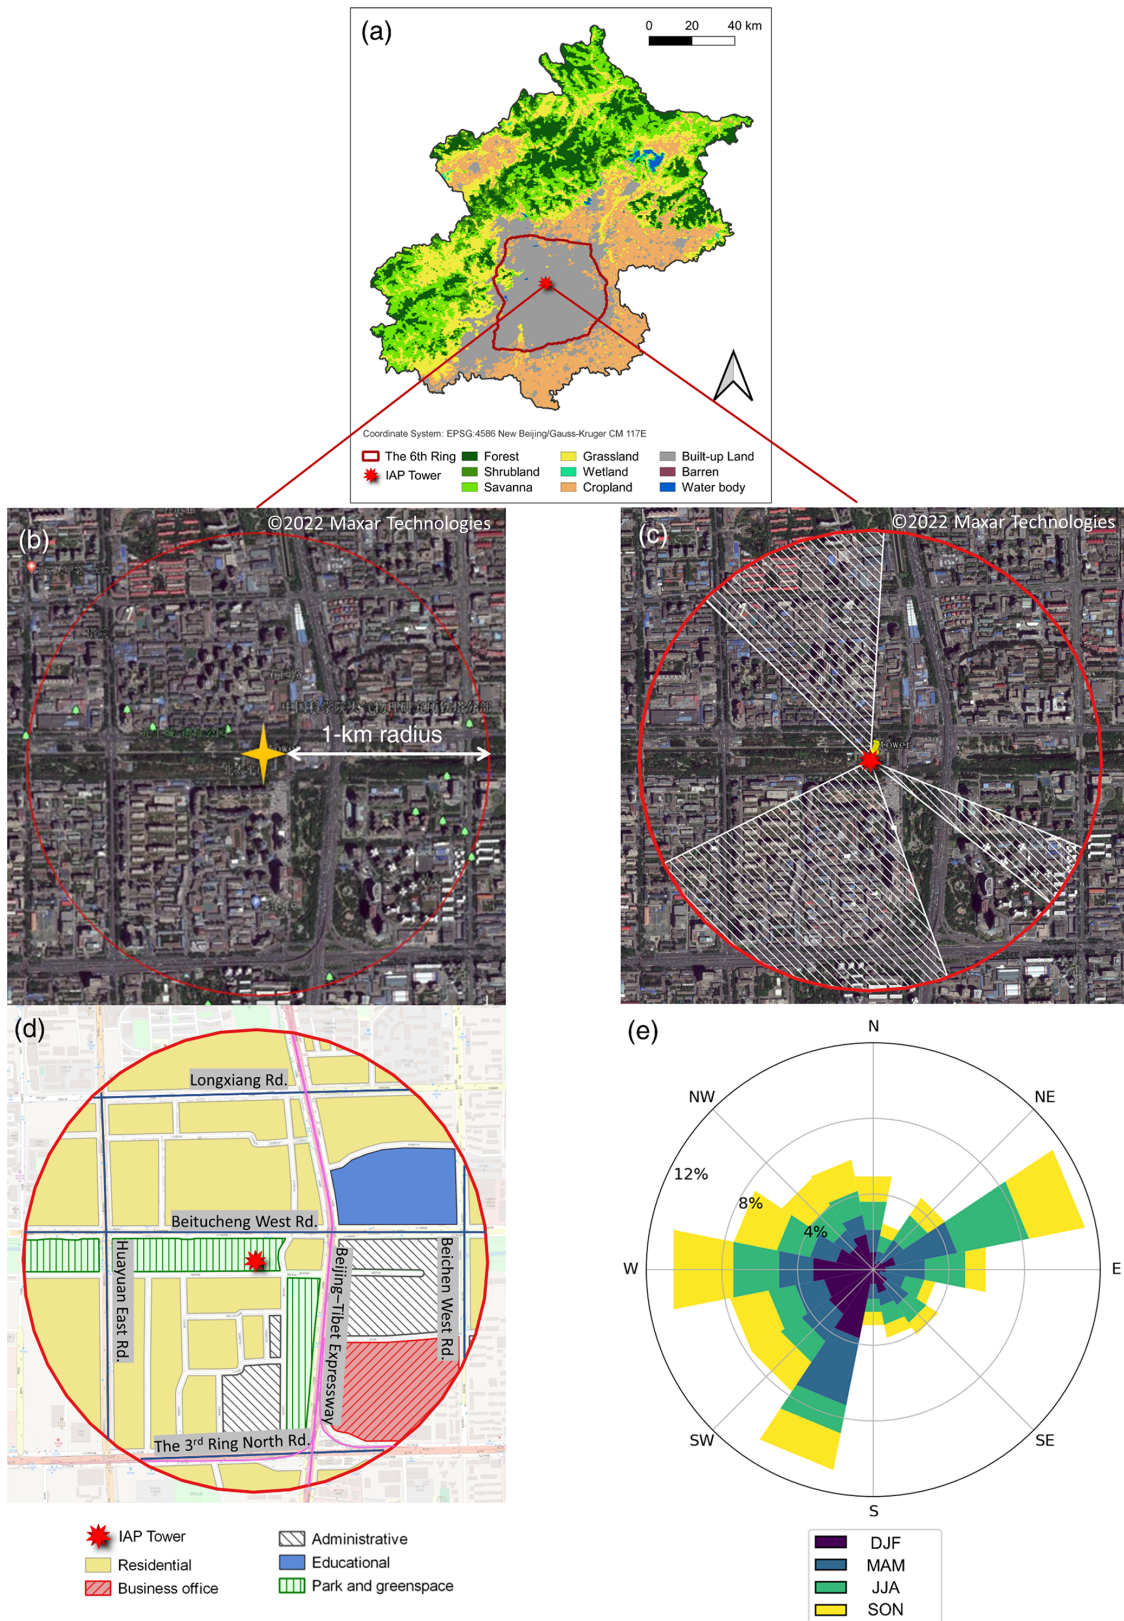 (a)
0 20 40 km
Coordinate System: EPSG:4586 New Beijing/Gauss-Kruger CM 117E
The 6th Ring
IAP Tower
Forest
Shrubland
Savanna
Grassland
Wetland
Cropland
Built-up Land
Barren
Water body
(b)
©2022 Maxar Technologies
1-km radius
(c)
©2022 Maxar Technologies
tower
(d)
Longxiang Rd.
Beitucheng West Rd.
Huayuan East Rd.
Beijing–Tibet Expressway
Beichen West Rd.
The 3rd Ring North Rd.
IAP Tower
Residential
Business office
Administrative
Educational
Park and greenspace
(e)
N
NE
E
SE
S
SW
W
NW
12%
8%
4%
DJF
MAM
JJA
SON